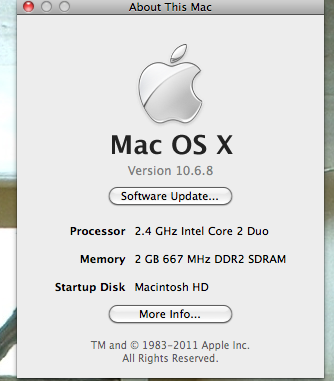 About This Mac
Mac OS X
Version 10.6.8
Software Update...
Processor 2.4 GHz Intel Core 2 Duo
Memory 2 GB 667 MHz DDR2 SDRAM
Startup Disk Macintosh HD
More Info...
TM and © 1983-2011 Apple Inc.
All Rights Reserved.